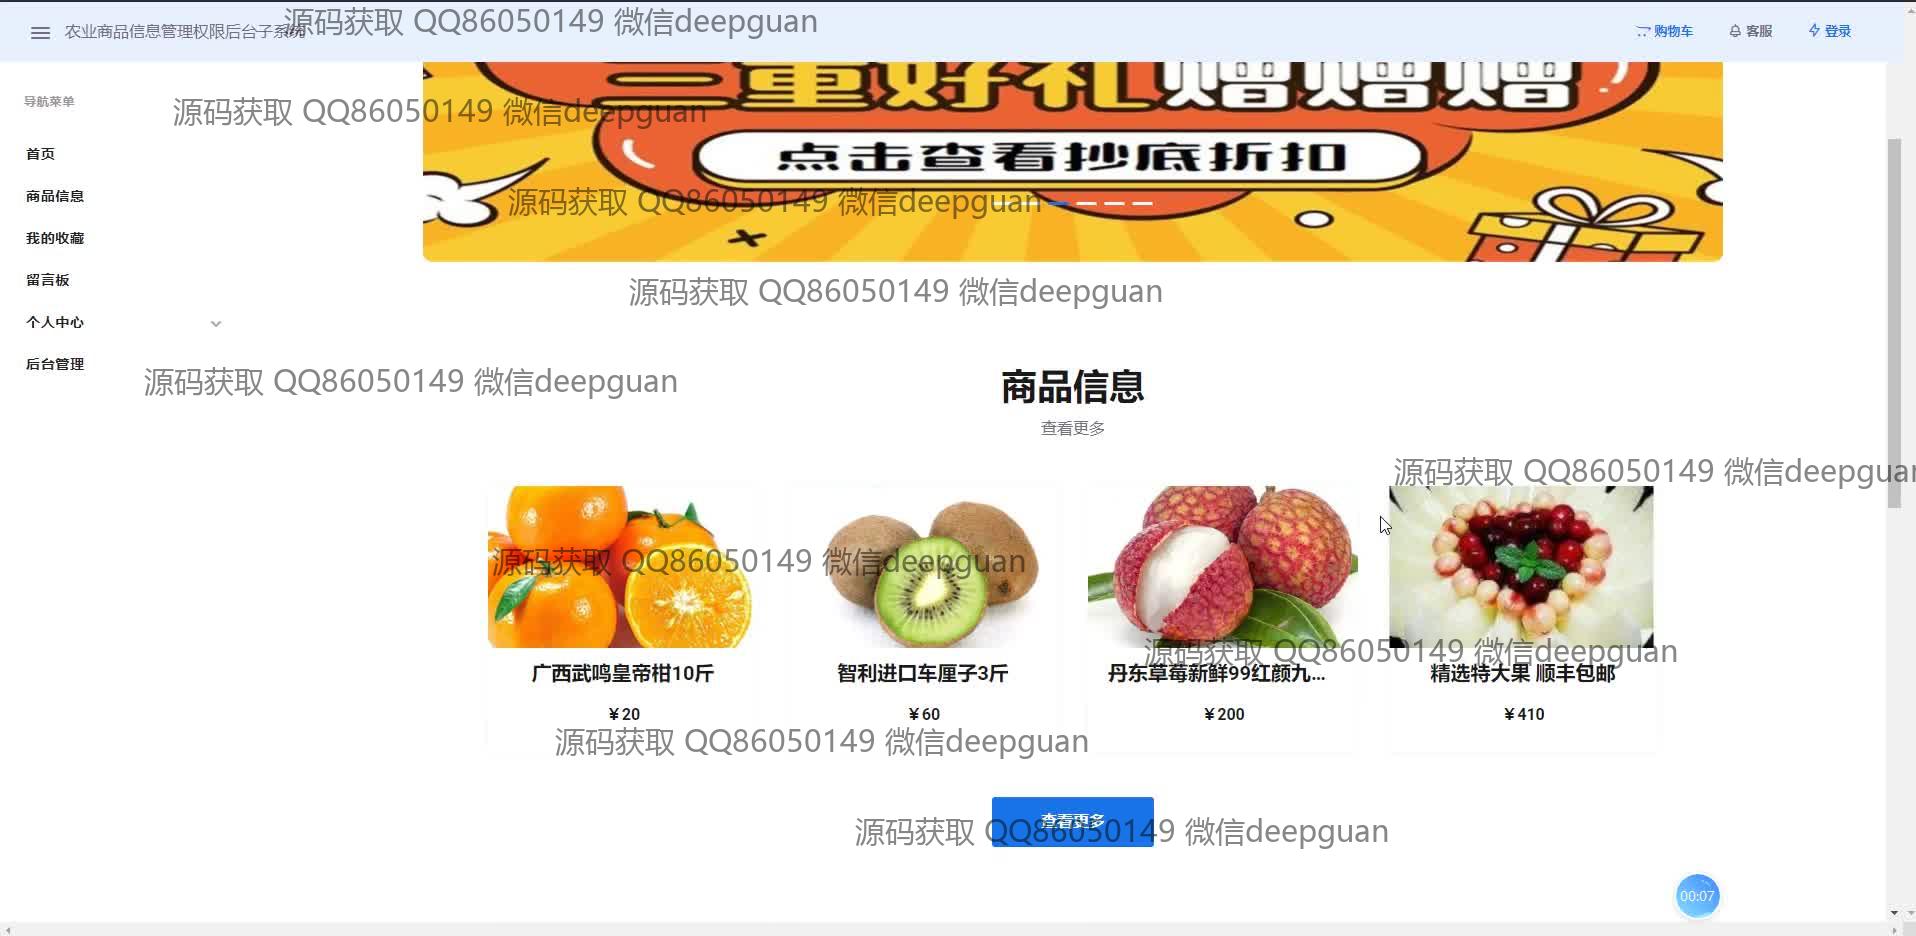 农业商品信息管理权限后台子系统
源码获取 QQ86050149 微信deepguan
购物车
客服
登录
导航菜单
源码获取 QQ86050149 微信deepguan
三重好礼赠赠赠
首页
点击查看抄底折扣
商品信息
源码获取 QQ86050149 微信deepguan
我的收藏
留言板
源码获取 QQ86050149 微信deepguan
个人中心
后台管理
源码获取 QQ86050149 微信deepguan
商品信息
查看更多
源码获取 QQ86050149 微信deepguan
源码获取 QQ86050149 微信deepguan
源码获取 QQ86050149 微信deepguan
广西武鸣皇帝柑10斤
智利进口车厘子3斤
丹东草莓新鲜99红颜九...
精选特大果 顺丰包邮
￥20
￥60
￥200
￥410
源码获取 QQ86050149 微信deepguan
查看更多
源码获取 QQ86050149 微信deepguan
00:07